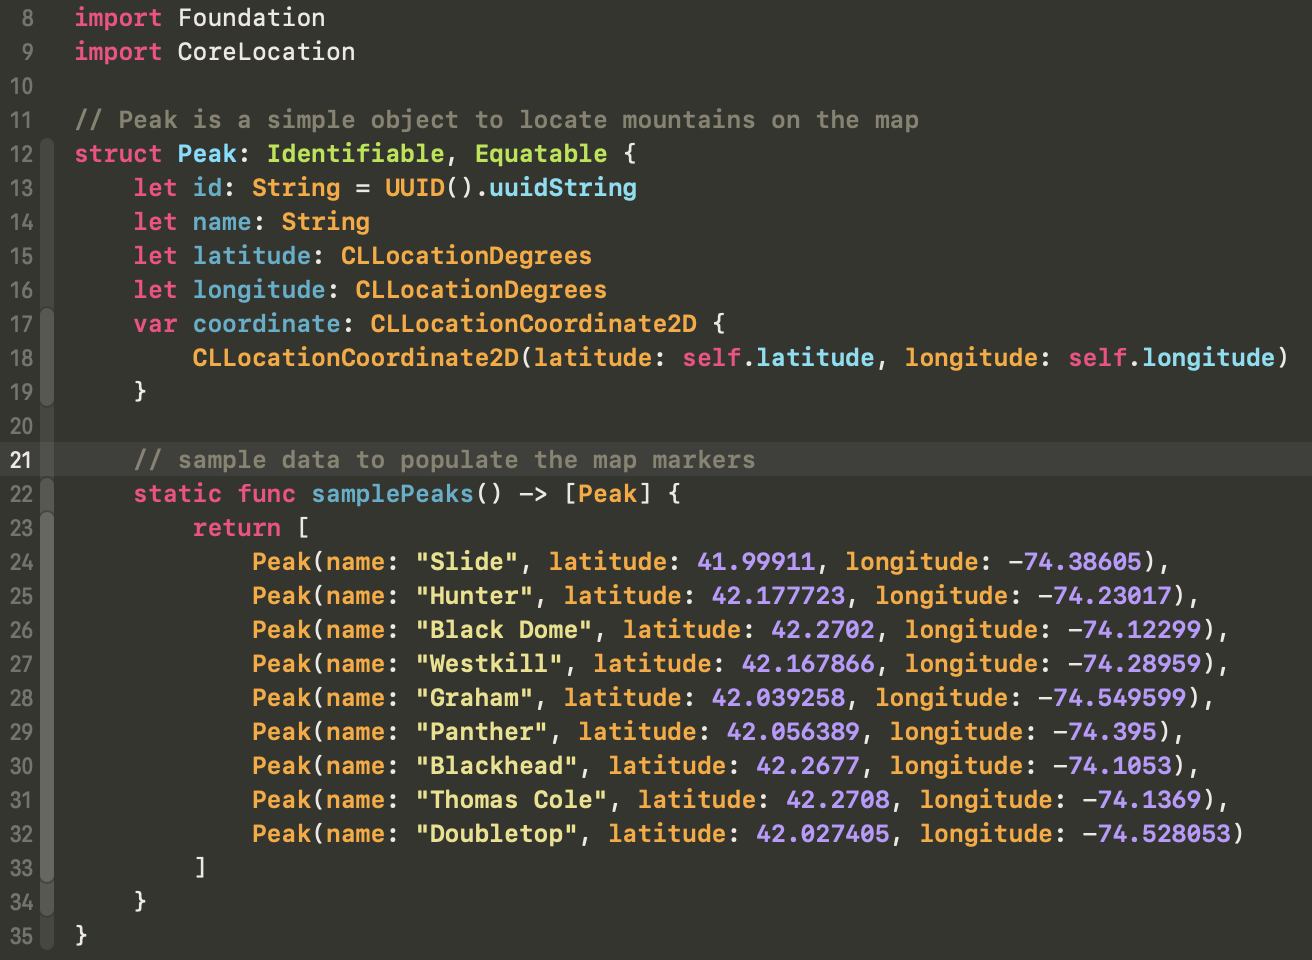 8 import Foundation
9 import CoreLocation
10
11 // Peak is a simple object to locate mountains on the map
12 struct Peak: Identifiable, Equatable {
13     let id: String = UUID().uuidString
14     let name: String
15     let latitude: CLLocationDegrees
16     let longitude: CLLocationDegrees
17     var coordinate: CLLocationCoordinate2D {
18         CLLocationCoordinate2D(latitude: self.latitude, longitude: self.longitude)
19     }
20
21     // sample data to populate the map markers
22     static func samplePeaks() -> [Peak] {
23         return [
24             Peak(name: "Slide", latitude: 41.99911, longitude: -74.38605),
25             Peak(name: "Hunter", latitude: 42.177723, longitude: -74.23017),
26             Peak(name: "Black Dome", latitude: 42.2702, longitude: -74.12299),
27             Peak(name: "Westkill", latitude: 42.167866, longitude: -74.28959),
28             Peak(name: "Graham", latitude: 42.039258, longitude: -74.549599),
29             Peak(name: "Panther", latitude: 42.056389, longitude: -74.395),
30             Peak(name: "Blackhead", latitude: 42.2677, longitude: -74.1053),
31             Peak(name: "Thomas Cole", latitude: 42.2708, longitude: -74.1369),
32             Peak(name: "Doubletop", latitude: 42.027405, longitude: -74.528053)
33         ]
34     }
35 }